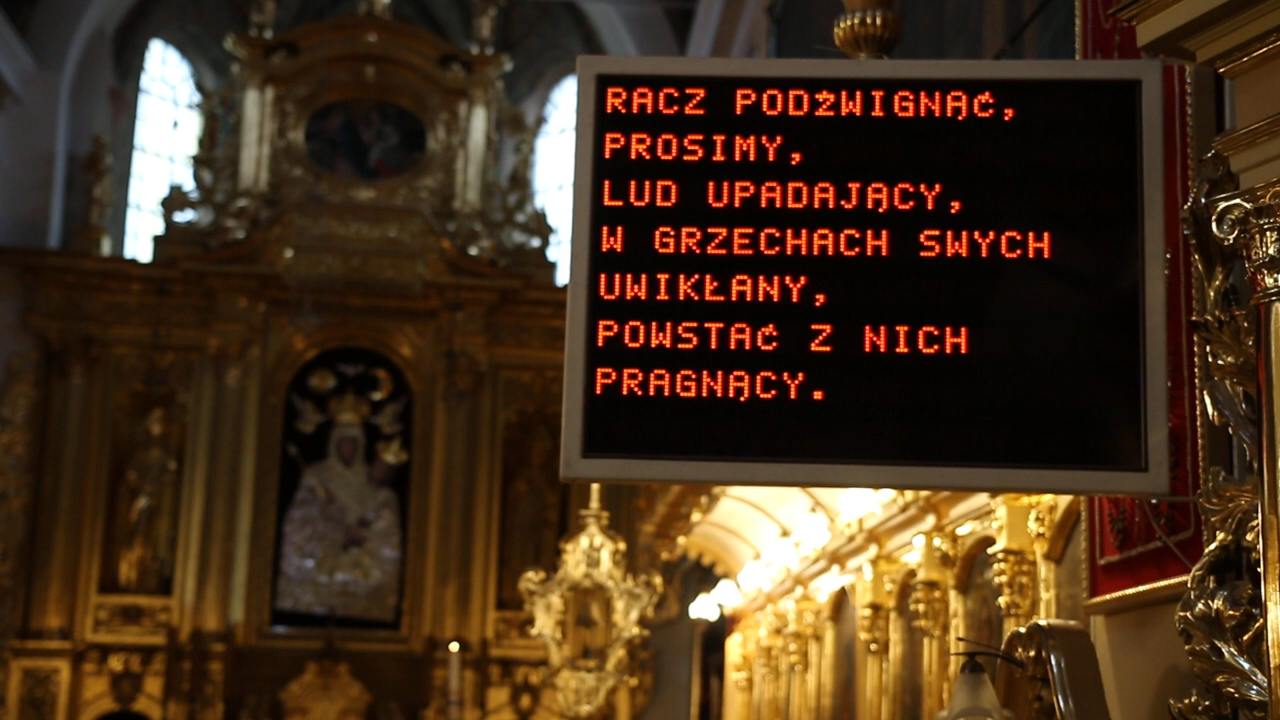 RACZ PODŹWIGNĄĆ,
PROSIMY,
LUD UPADAJĄCY,
W GRZECHACH SWYCH
UWIKŁANY,
POWSTAĆ Z NICH
PRAGNĄCY.